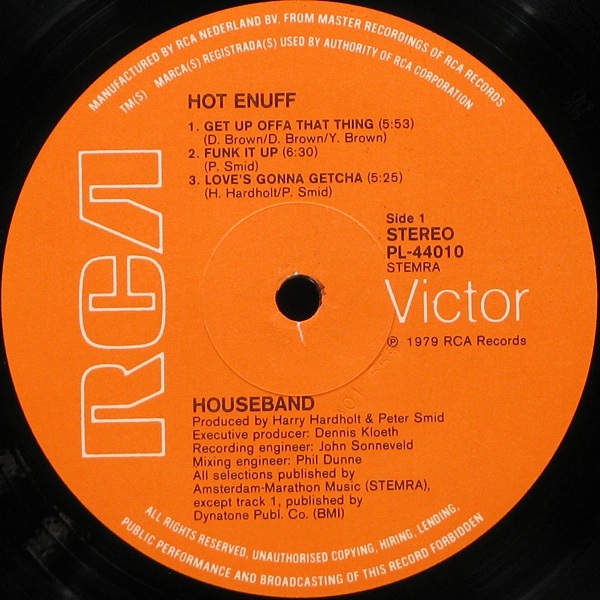 MANUFACTURED BY RCA NEDERLAND BV, FROM MASTER RECORDINGS OF RCA RECORDS
TM(S) MARCA(S) REGISTRADA(S) USED BY AUTHORITY OF RCA CORPORATION
HOT ENUFF
1. GET UP OFFA THAT THING (5:53)
(D. Brown/D. Brown/Y. Brown)
2. FUNK IT UP (6:30)
(P. Smid)
3. LOVE'S GONNA GETCHA (5:25)
(H. Hardholt/P. Smid)
RCA
Side 1
STEREO
PL-44010
STEMRA
Victor
℗ 1979 RCA Records
HOUSEBAND
Produced by Harry Hardholt & Peter Smid
Executive producer: Dennis Kloeth
Recording engineer: John Sonneveld
Mixing engineer: Phil Dunne
All selections published by
Amsterdam-Marathon Music (STEMRA),
except track 1, published by
Dynatone Publ. Co. (BMI)
ALL RIGHTS RESERVED, UNAUTHORISED COPYING, HIRING, LENDING,
PUBLIC PERFORMANCE AND BROADCASTING OF THIS RECORD FORBIDDEN